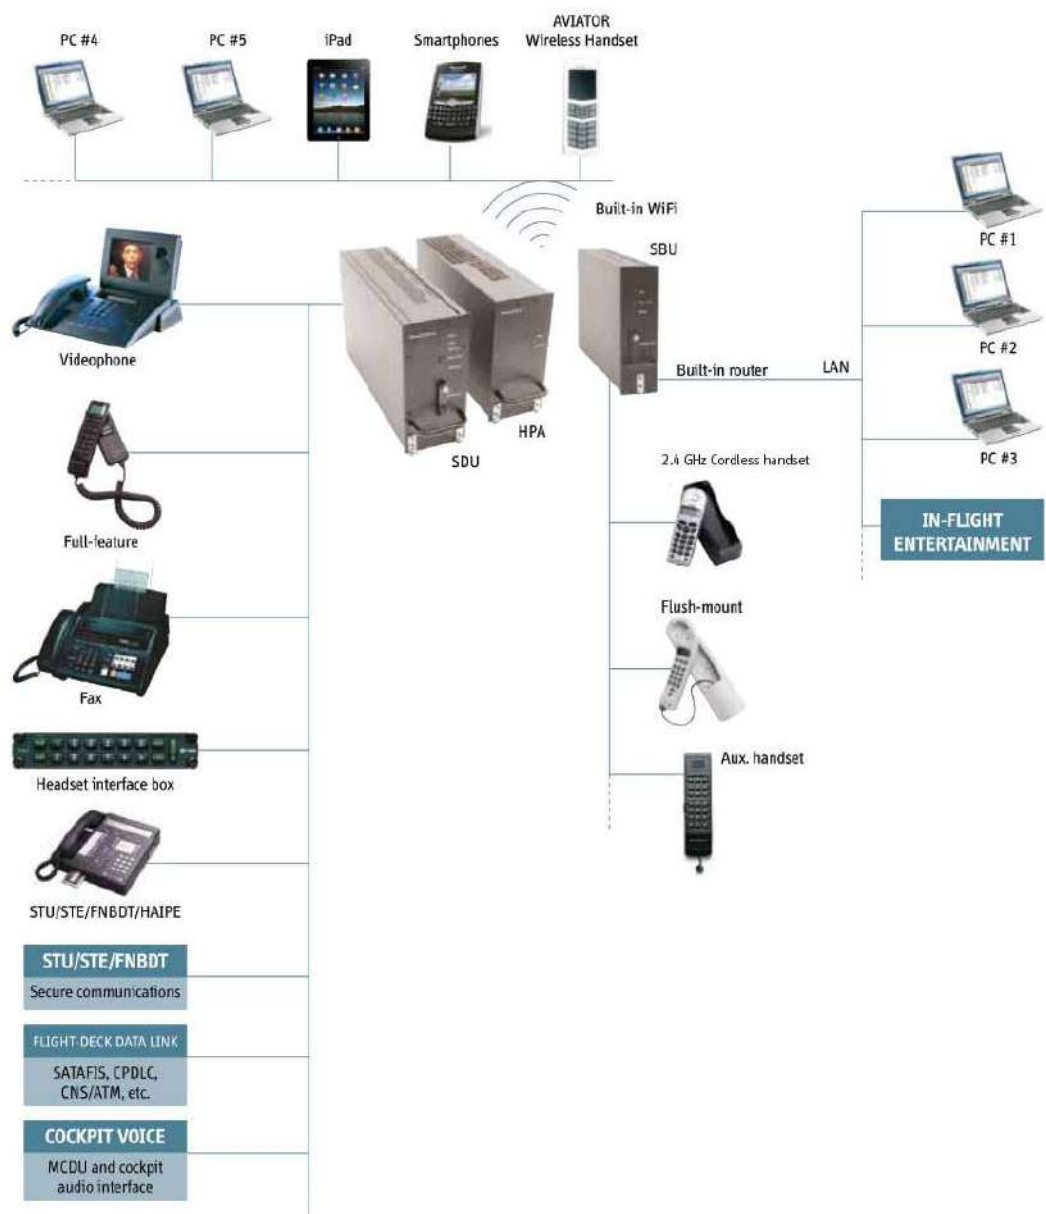 PC #4
PC #5
iPad
Smartphones
AVIATOR
Wireless Handset
Built-in WiFi
SBU
PC #1
PC #2
PC #3
Built-in router
LAN
Videophone
HPA
SDU
2.4 GHz Cordless handset
Full-feature
IN-FLIGHT
ENTERTAINMENT
Flush-mount
Fax
Aux. handset
Headset interface box
STU/STE/FNBDT/HAIPE
STU/STE/FNBDT
Secure communications
FLIGHT-DECK DATA LINK
SATAFIS, CPDLC,
CNS/ATM, etc.
COCKPIT VOICE
MCDU and cockpit
audio interface